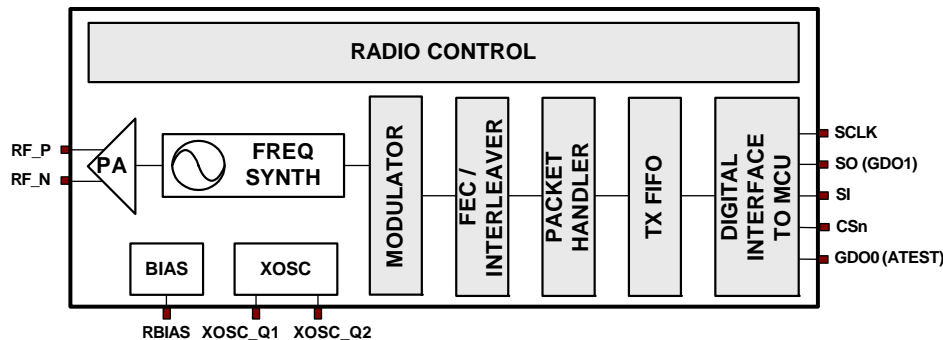 RADIO CONTROL
RF_P
RF_N
PA
FREQ
SYNTH
MODULATOR
FEC /
INTERLEAVER
PACKET
HANDLER
TX FIFO
DIGITAL
INTERFACE
TO MCU
SCLK
SO (GDO1)
SI
CSn
GDO0 (ATEST)
BIAS
XOSC
RBIAS
XOSC_Q1
XOSC_Q2